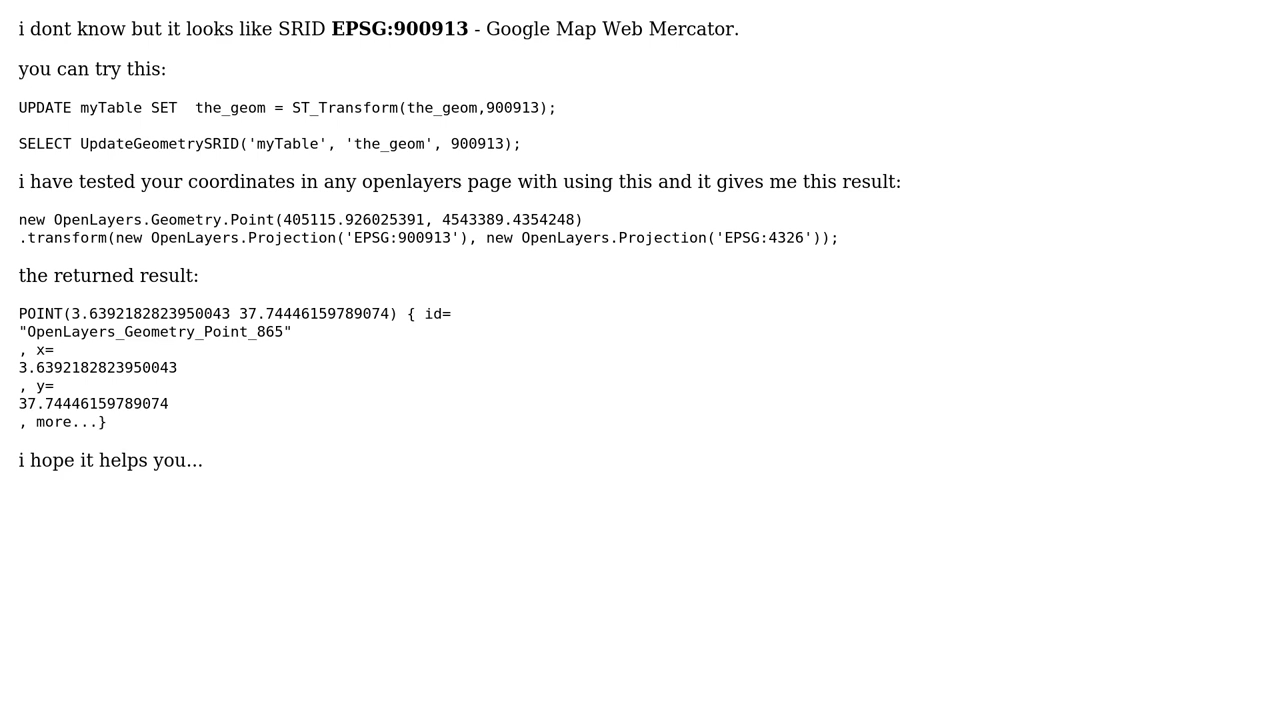 i dont know but it looks like SRID EPSG:900913 - Google Map Web Mercator.
you can try this:
UPDATE myTable SET  the_geom = ST_Transform(the_geom,900913);
SELECT UpdateGeometrySRID('myTable', 'the_geom', 900913);
i have tested your coordinates in any openlayers page with using this and it gives me this result:
new OpenLayers.Geometry.Point(405115.926025391, 4543389.4354248)
.transform(new OpenLayers.Projection('EPSG:900913'), new OpenLayers.Projection('EPSG:4326'));
the returned result:
POINT(3.6392182823950043 37.74446159789074) { id=
"OpenLayers_Geometry_Point_865"
, x=
3.6392182823950043
, y=
37.74446159789074
, more...}
i hope it helps you...